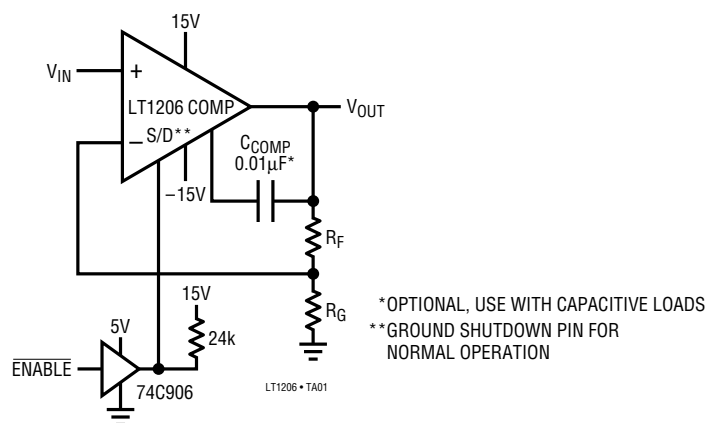 15V
V_IN
+
LT1206 COMP
V_OUT
– S/D**
C_COMP
0.01μF*
–15V
R_F
15V
R_G
*OPTIONAL, USE WITH CAPACITIVE LOADS
5V
24k
**GROUND SHUTDOWN PIN FOR
NORMAL OPERATION
ENABLE
74C906
LT1206 • TA01